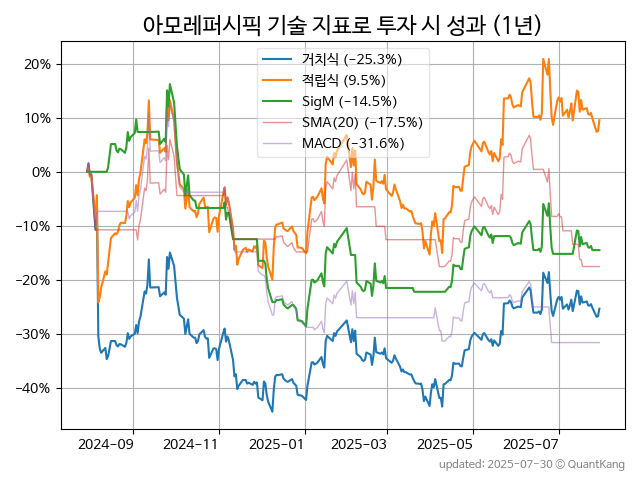 아모레퍼시픽 기술 지표로 투자 시 성과 (1년)
거치식 (−25.3%)
적립식 (9.5%)
SigM (−14.5%)
SMA(20) (−17.5%)
MACD (−31.6%)
20%
10%
0%
−10%
−20%
−30%
−40%
2024-09
2024-11
2025-01
2025-03
2025-05
2025-07
updated: 2025-07-30 © QuantKang